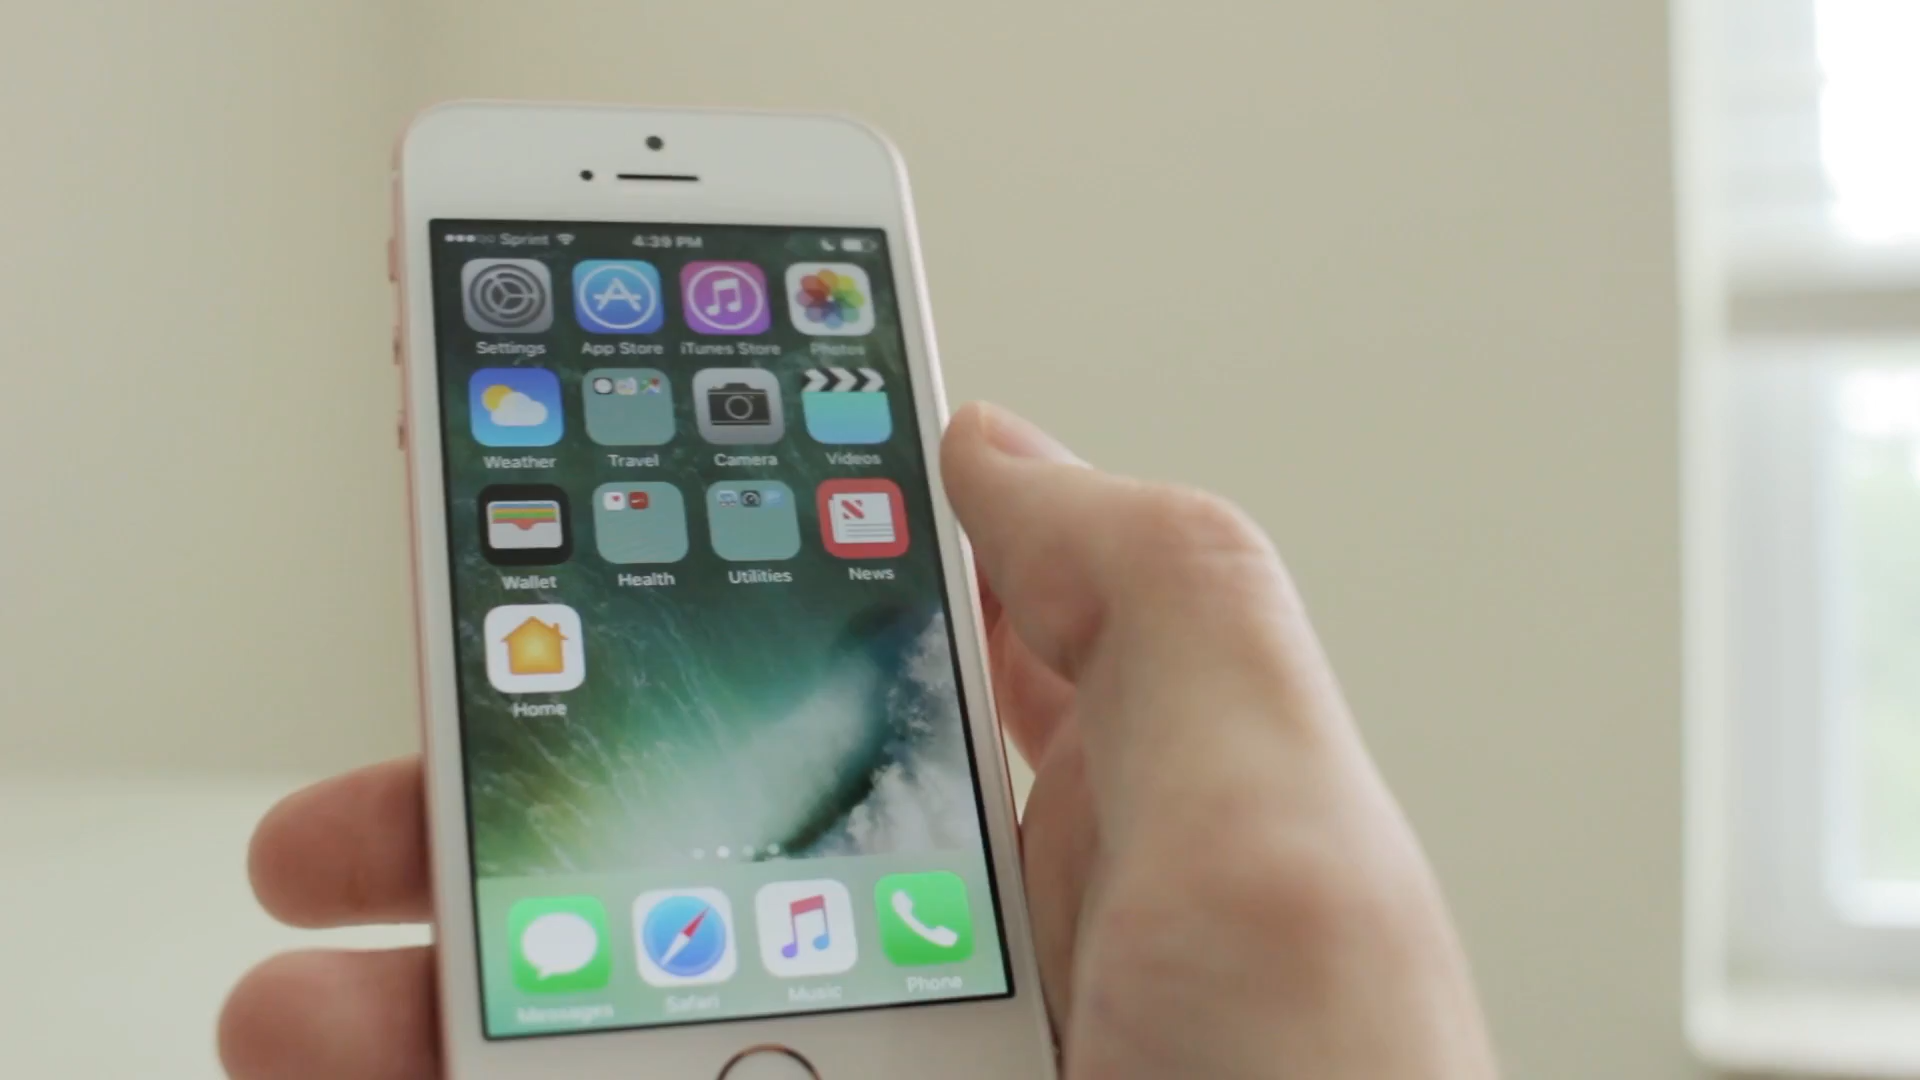 Sprint 4:39 PM
Settings App Store iTunes Store Photos
Weather Travel Camera Videos
Wallet Health Utilities News
Home
Messages Safari Music Phone